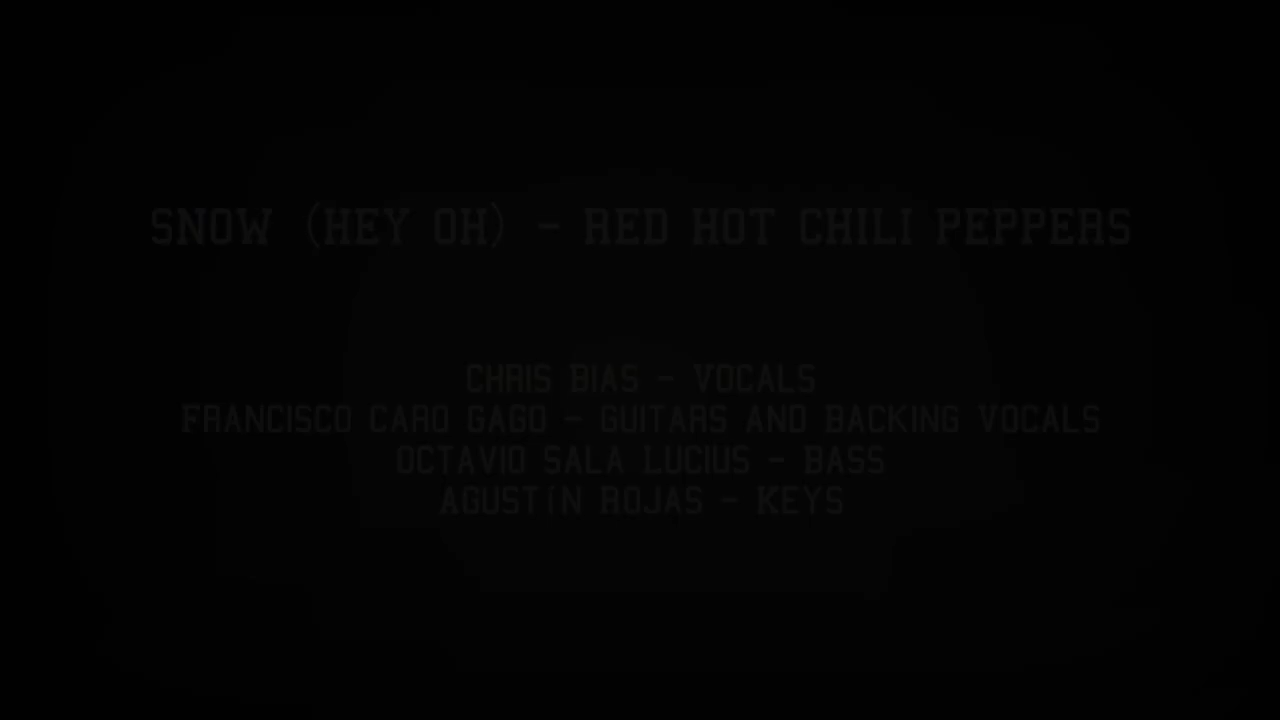 SNOW (HEY OH) - RED HOT CHILI PEPPERS
CHRIS BIAS - VOCALS
FRANCISCO CARO GAGO - GUITARS AND BACKING VOCALS
OCTAVIO SALA LUCIUS - BASS
AGUSTÍN ROJAS - KEYS